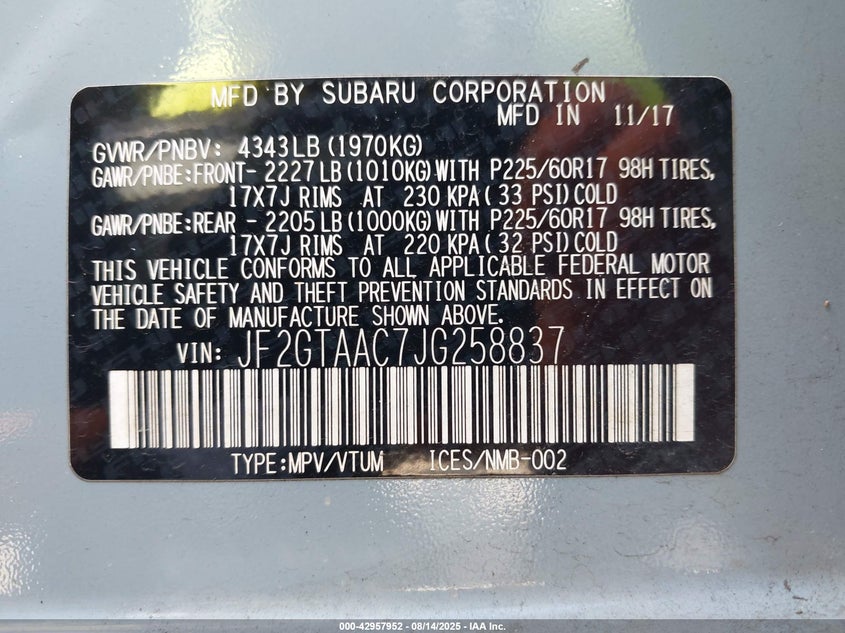 MFD BY SUBARU CORPORATION
MFD IN 11/17
GVWR/PNBV: 4343LB (1970KG)
GAWR/PNBE:FRONT- 2227LB (1010KG) WITH P225/60R17 98H TIRES,
17X7J RIMS AT 230 KPA( 33 PSI) COLD
GAWR/PNBE:REAR - 2205LB (1000KG) WITH P225/60R17 98H TIRES,
17X7J RIMS AT 220 KPA( 32 PSI) COLD
THIS VEHICLE CONFORMS TO ALL APPLICABLE FEDERAL MOTOR
VEHICLE SAFETY AND THEFT PREVENTION STANDARDS IN EFFECT ON
THE DATE OF MANUFACTURE SHOWN ABOVE.
VIN: JF2GTAAC7JG258837
TYPE:MPV/VTUM ICES/NMB-002
000-42957952 - 08/14/2025 - IAA Inc.